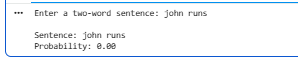 ••• Enter a two-word sentence: john runs
Sentence: john runs
Probability: 0.00